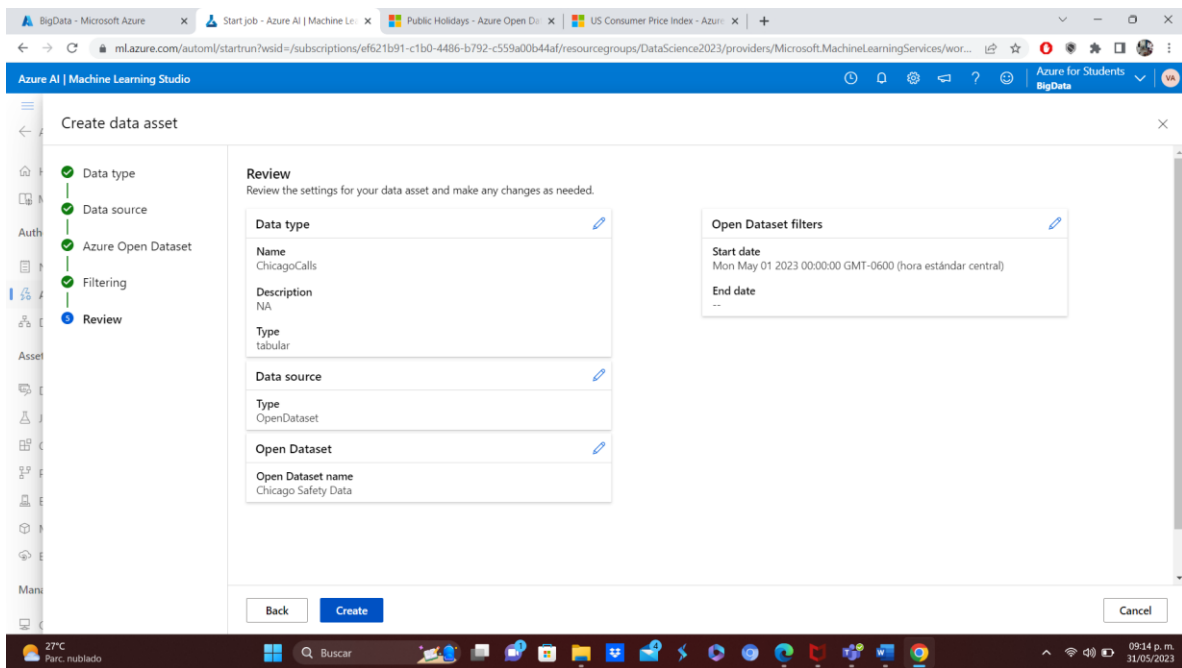 BigData - Microsoft Azure
Start job - Azure AI | Machine Le
Public Holidays - Azure Open Da
US Consumer Price Index - Azure
ml.azure.com/automl/startrun?wsid=/subscriptions/ef621b91-c1b0-4486-b792-c559a00b44af/resourcegroups/DataScience2023/providers/Microsoft.MachineLearningServices/wor...
Azure AI | Machine Learning Studio
Azure for Students
BigData
VA
Create data asset
Data type
Data source
Azure Open Dataset
Filtering
5
Review
Auth
Asset
Mana
Review
Review the settings for your data asset and make any changes as needed.
Data type
Name
ChicagoCalls
Description
NA
Type
tabular
Data source
Type
OpenDataset
Open Dataset
Open Dataset name
Chicago Safety Data
Open Dataset filters
Start date
Mon May 01 2023 00:00:00 GMT-0600 (hora estándar central)
End date
--
Back
Create
Cancel
27°C
Parc. nublado
Buscar
09:14 p. m.
31/05/2023